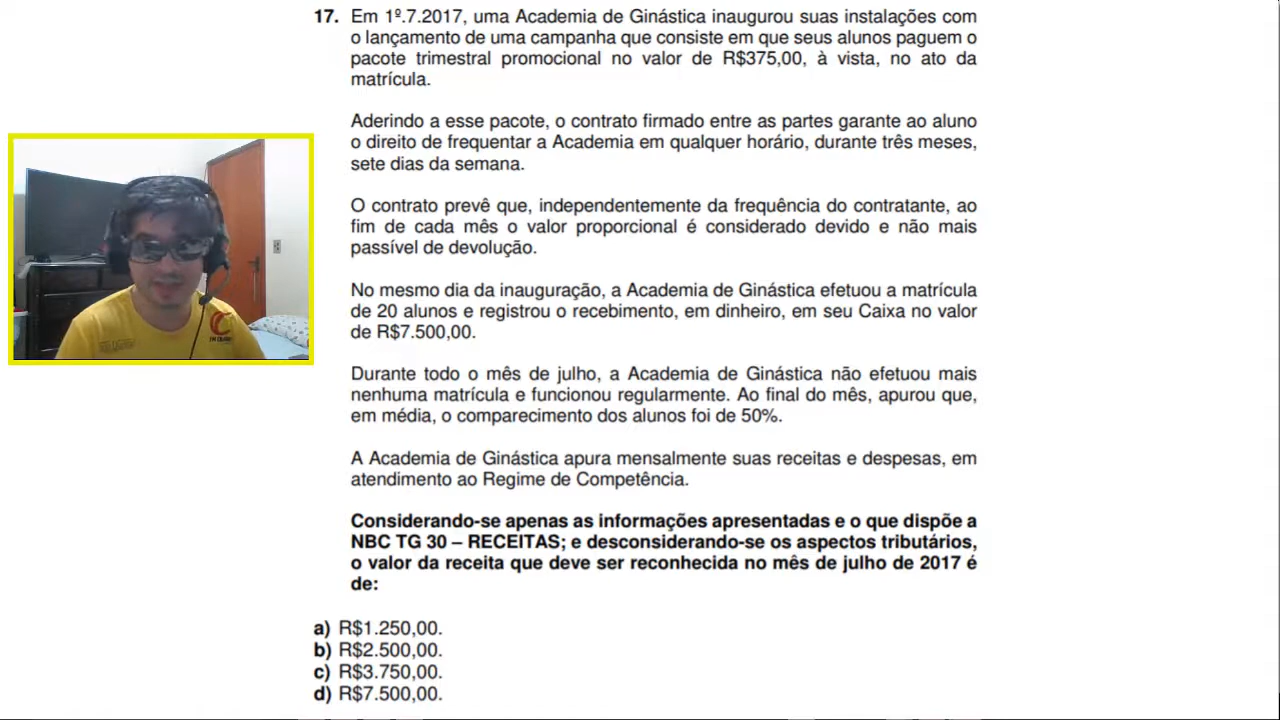 17. Em 1º.7.2017, uma Academia de Ginástica inaugurou suas instalações com
o lançamento de uma campanha que consiste em que seus alunos paguem o
pacote trimestral promocional no valor de R$375,00, à vista, no ato da
matrícula.
Aderindo a esse pacote, o contrato firmado entre as partes garante ao aluno
o direito de frequentar a Academia em qualquer horário, durante três meses,
sete dias da semana.
O contrato prevê que, independentemente da frequência do contratante, ao
fim de cada mês o valor proporcional é considerado devido e não mais
passível de devolução.
No mesmo dia da inauguração, a Academia de Ginástica efetuou a matrícula
de 20 alunos e registrou o recebimento, em dinheiro, em seu Caixa no valor
de R$7.500,00.
Durante todo o mês de julho, a Academia de Ginástica não efetuou mais
nenhuma matrícula e funcionou regularmente. Ao final do mês, apurou que,
em média, o comparecimento dos alunos foi de 50%.
A Academia de Ginástica apura mensalmente suas receitas e despesas, em
atendimento ao Regime de Competência.
Considerando-se apenas as informações apresentadas e o que dispõe a
NBC TG 30 – RECEITAS; e desconsiderando-se os aspectos tributários,
o valor da receita que deve ser reconhecida no mês de julho de 2017 é
de:
a) R$1.250,00.
b) R$2.500,00.
c) R$3.750,00.
d) R$7.500,00.